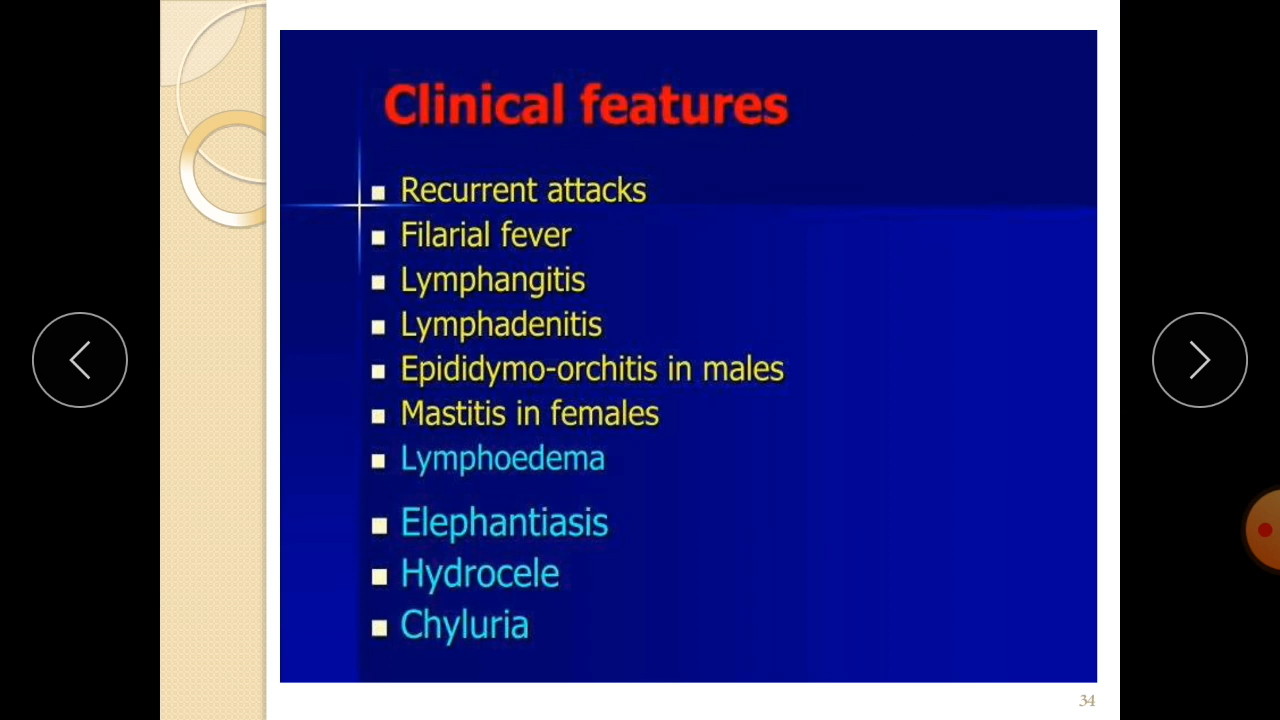 Clinical features
Recurrent attacks
Filarial fever
Lymphangitis
Lymphadenitis
Epididymo-orchitis in males
Mastitis in females
Lymphoedema
Elephantiasis
Hydrocele
Chyluria
34